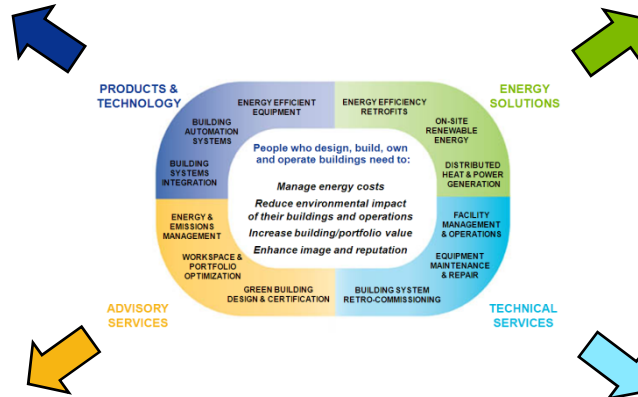 PRODUCTS &
TECHNOLOGY
ENERGY EFFICIENT
EQUIPMENT
BUILDING
AUTOMATION
SYSTEMS
BUILDING
SYSTEMS
INTEGRATION
ENERGY
SOLUTIONS
ENERGY EFFICIENCY
RETROFITS
ON-SITE
RENEWABLE
ENERGY
DISTRIBUTED
HEAT & POWER
GENERATION
People who design, build, own
and operate buildings need to:
Manage energy costs
Reduce environmental impact
of their buildings and operations
Increase building/portfolio value
Enhance image and reputation
ENERGY &
EMISSIONS
MANAGEMENT
WORKSPACE &
PORTFOLIO
OPTIMIZATION
GREEN BUILDING
DESIGN & CERTIFICATION
ADVISORY
SERVICES
FACILITY
MANAGEMENT
& OPERATIONS
EQUIPMENT
MAINTENANCE
& REPAIR
BUILDING SYSTEM
RETRO-COMMISSIONING
TECHNICAL
SERVICES